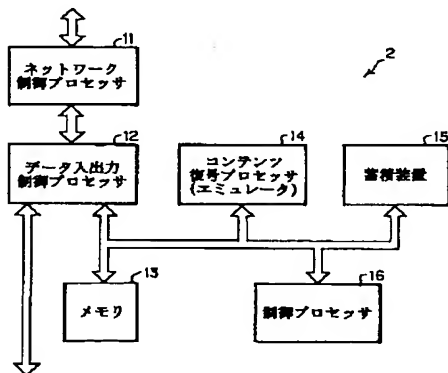 11
ネットワーク
制御プロセッサ
2
12
データ入出力
制御プロセッサ
14
コンテンツ
復号プロセッサ
(エミュレータ)
15
蓄積装置
13
メモリ
16
制御プロセッサ